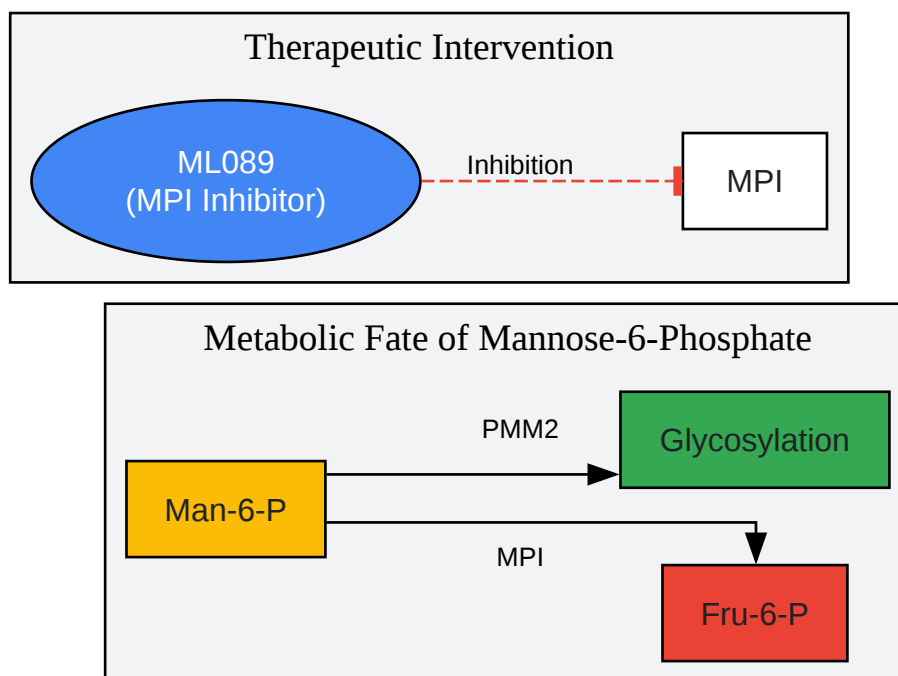 Therapeutic Intervention
ML089
(MPI Inhibitor)
Inhibition
MPI
Metabolic Fate of Mannose-6-Phosphate
PMM2
Glycosylation
Man-6-P
MPI
Fru-6-P